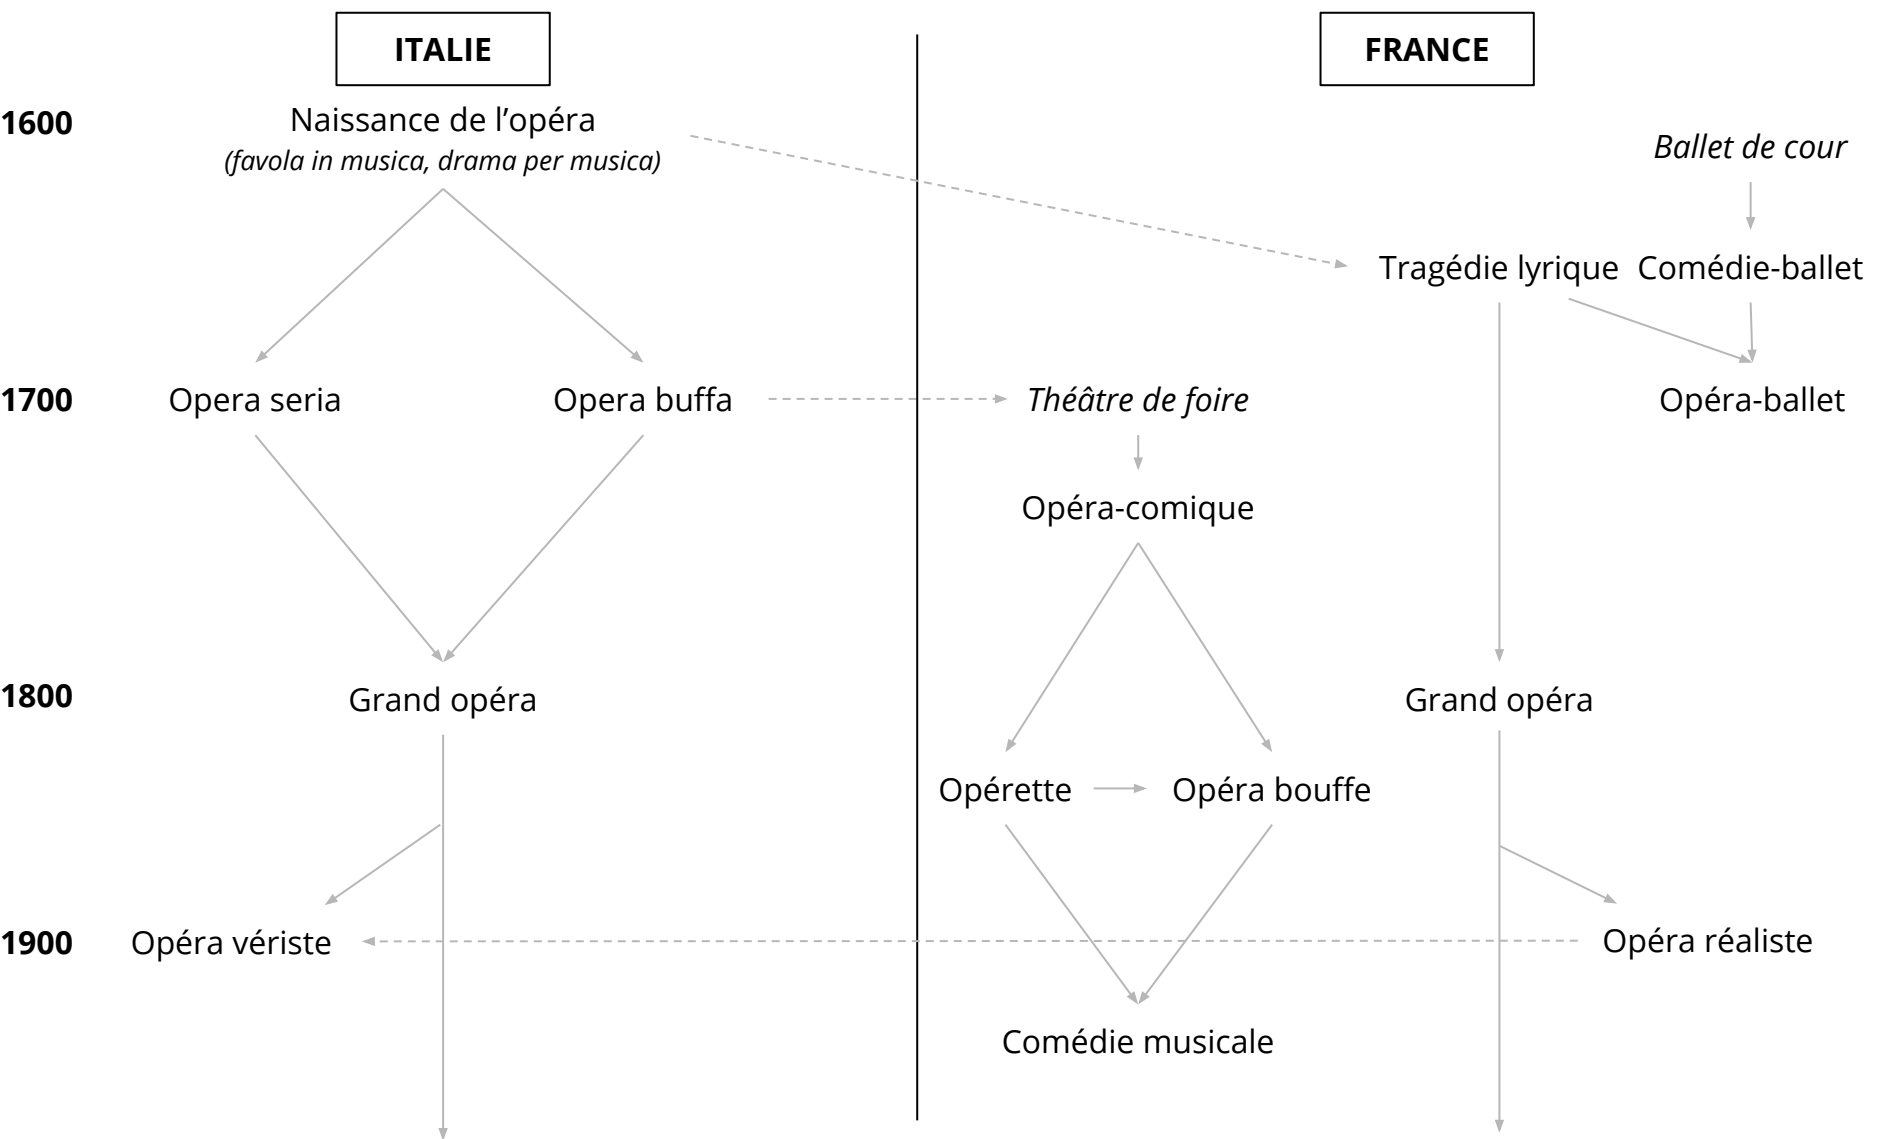 ITALIE
FRANCE
1600
Naissance de l’opéra
(favola in musica, drama per musica)
Ballet de cour
Tragédie lyrique
Comédie-ballet
1700
Opera seria
Opera buffa
Théâtre de foire
Opéra-ballet
Opéra-comique
1800
Grand opéra
Grand opéra
Opérette
Opéra bouffe
1900
Opéra vériste
Opéra réaliste
Comédie musicale